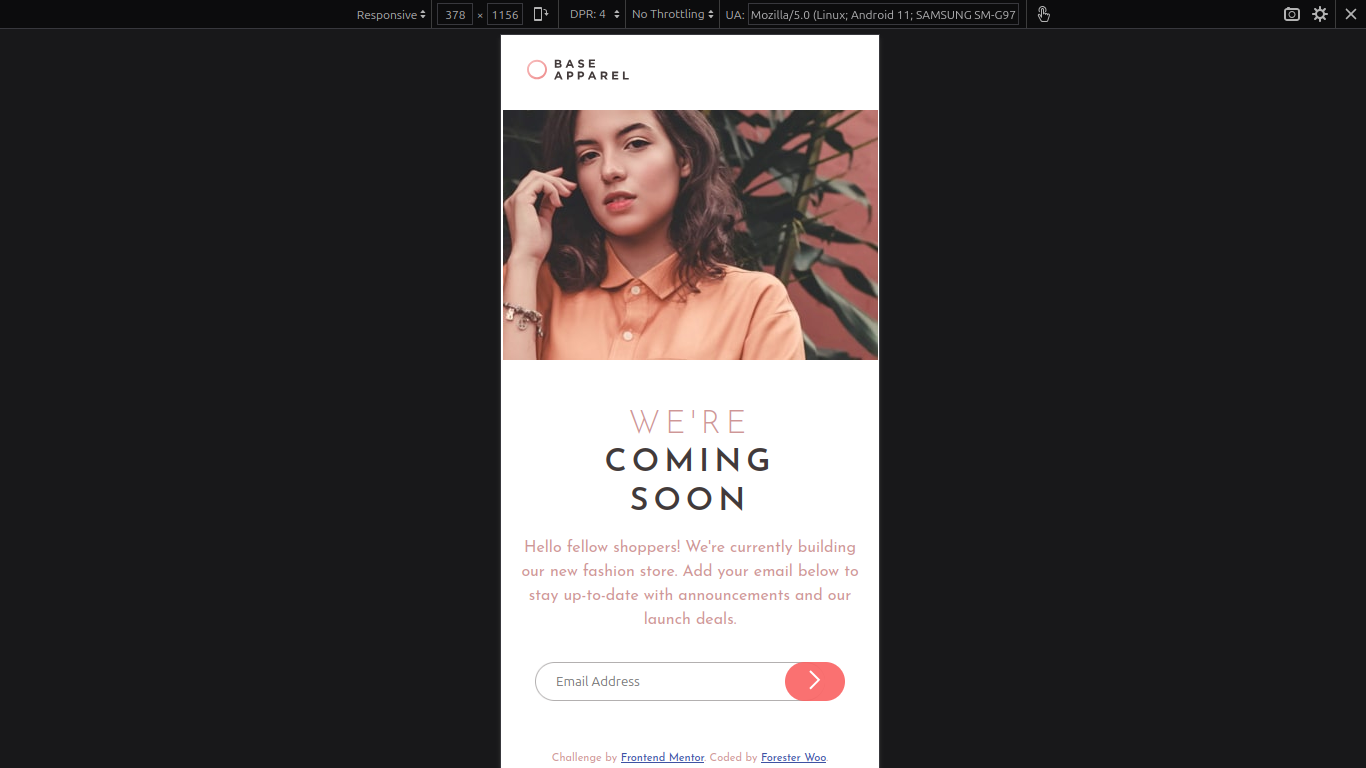 Responsive 378 × 1156 DPR: 4 No Throttling UA: Mozilla/5.0 (Linux; Android 11; SAMSUNG SM-G97
BASE
APPAREL
WE'RE
COMING
SOON
Hello fellow shoppers! We're currently building
our new fashion store. Add your email below to
stay up-to-date with announcements and our
launch deals.
Email Address
Challenge by Frontend Mentor. Coded by Forester Woo.